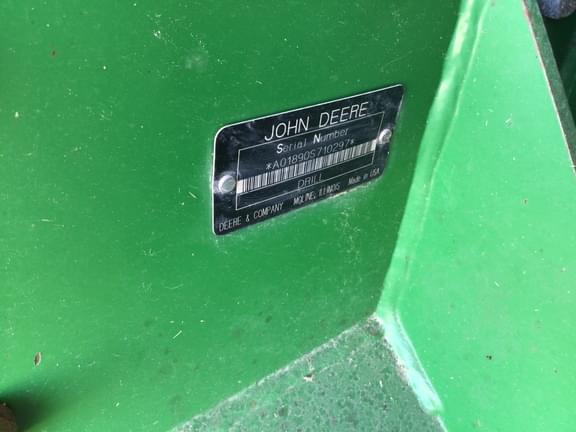 JOHN DEERE
Serial Number
*A01890S710297*
DRILL
DEERE & COMPANY MOLINE, ILLINOIS Made in USA